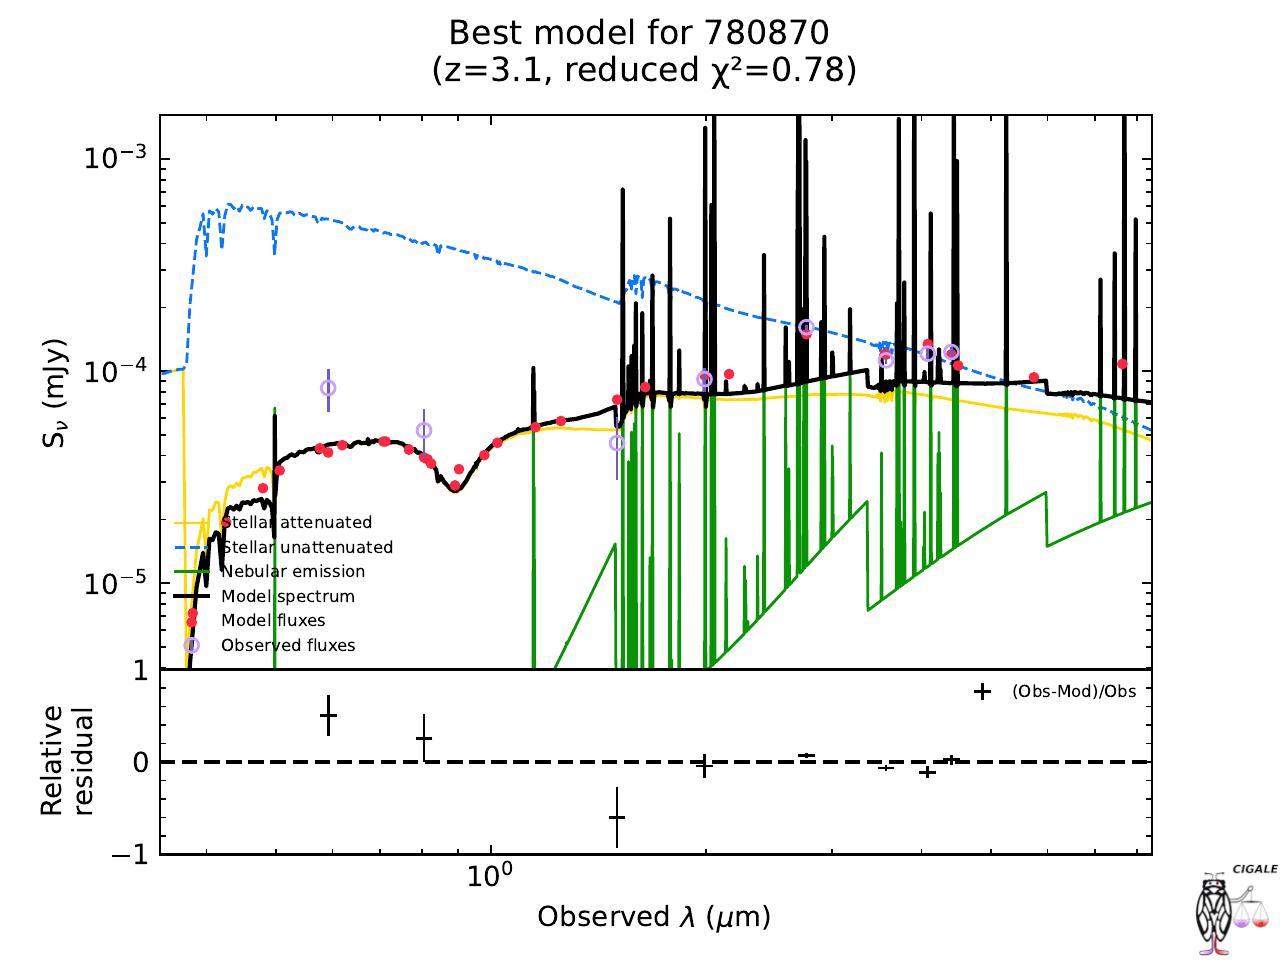 Best model for 780870
(z=3.1, reduced χ²=0.78)
10⁻³
10⁻⁴
10⁻⁵
Sν (mJy)
Stellar attenuated
Stellar unattenuated
Nebular emission
Model spectrum
Model fluxes
Observed fluxes
1
0
−1
Relative
residual
(Obs-Mod)/Obs
10⁰
Observed λ (μm)
CIGALE